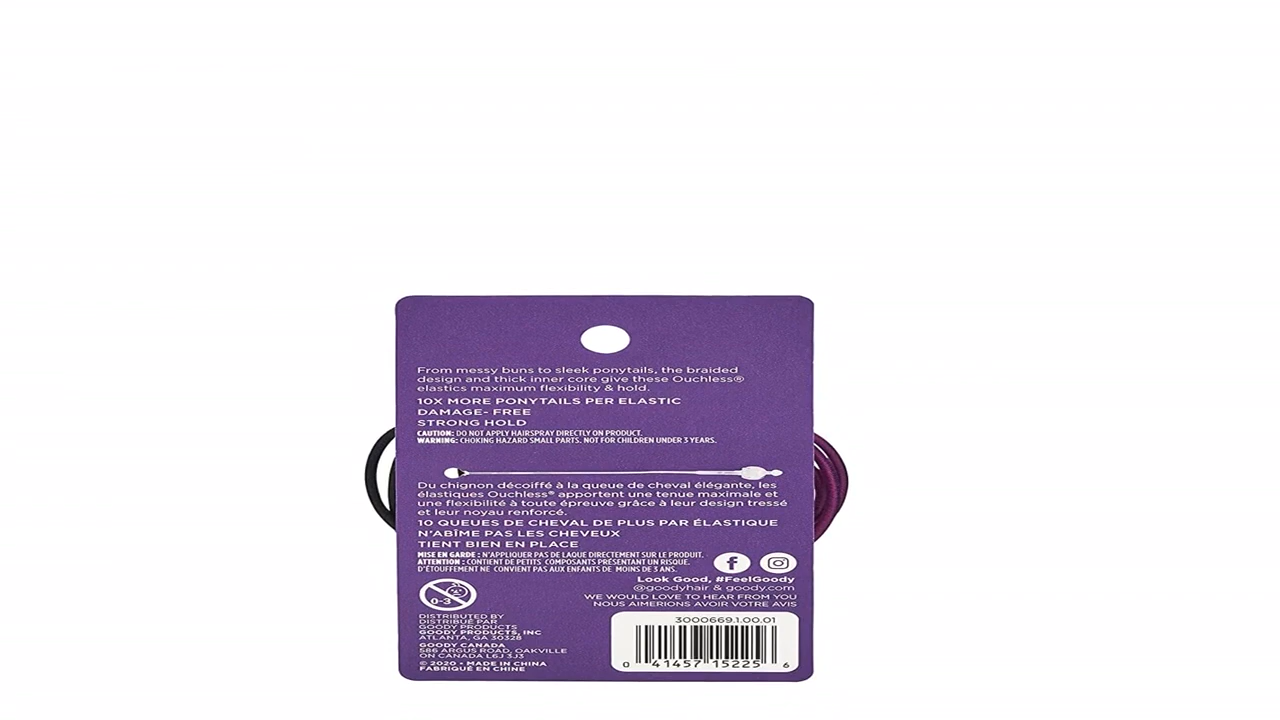 From messy buns to sleek ponytails, the braided
design and thick inner core give these Ouchless®
elastics maximum flexibility & hold.
10X MORE PONYTAILS PER ELASTIC
DAMAGE- FREE
STRONG HOLD
CAUTION: DO NOT APPLY HAIRSPRAY DIRECTLY ON PRODUCT.
WARNING: CHOKING HAZARD SMALL PARTS. NOT FOR CHILDREN UNDER 3 YEARS.
Du chignon décoiffé à la queue de cheval élégante, les
élastiques Ouchless® apportent une tenue maximale et
une flexibilité à toute épreuve grâce à leur design tressé
et leur noyau renforcé.
10 QUEUES DE CHEVAL DE PLUS PAR ÉLASTIQUE
N'ABÎME PAS LES CHEVEUX
TIENT BIEN EN PLACE
MISE EN GARDE : N'APPLIQUER PAS DE LAQUE DIRECTEMENT SUR LE PRODUIT.
ATTENTION : CONTIENT DE PETITS COMPOSANTS PRÉSENTANT UN RISQUE.
D'ÉTOUFFEMENT NE CONVIENT PAS AUX ENFANTS DE MOINS DE 3 ANS.
Look Good, #FeelGoody
@goodyhair & goody.com
WE WOULD LOVE TO HEAR FROM YOU
NOUS AIMERIONS AVOIR VOTRE AVIS
0-3
DISTRIBUTED BY
DISTRIBUÉ PAR
GOODY PRODUCTS
GOODY PRODUCTS, INC
ATLANTA, GA 30328
GOODY CANADA
586 ARGUS ROAD, OAKVILLE
ON CANADA L6J 3J3
© 2020 • MADE IN CHINA
FABRIQUÉ EN CHINE
3000669.1.00.01
0 41457 15225 6